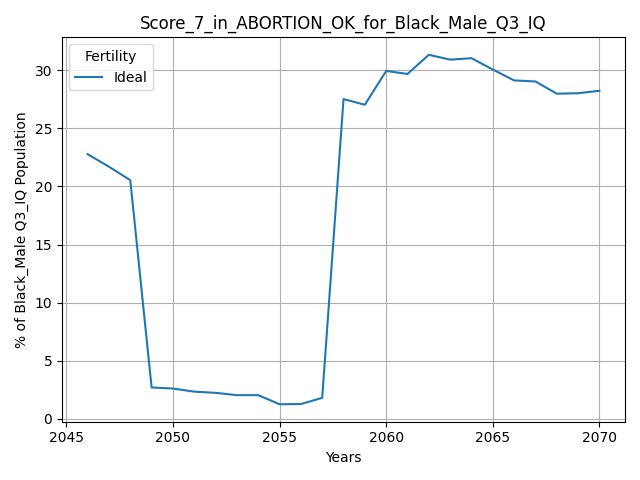 Score_7_in_ABORTION_OK_for_Black_Male_Q3_IQ
Fertility
Ideal
% of Black_Male Q3_IQ Population
30
25
20
15
10
5
0
2045 2050 2055 2060 2065 2070
Years